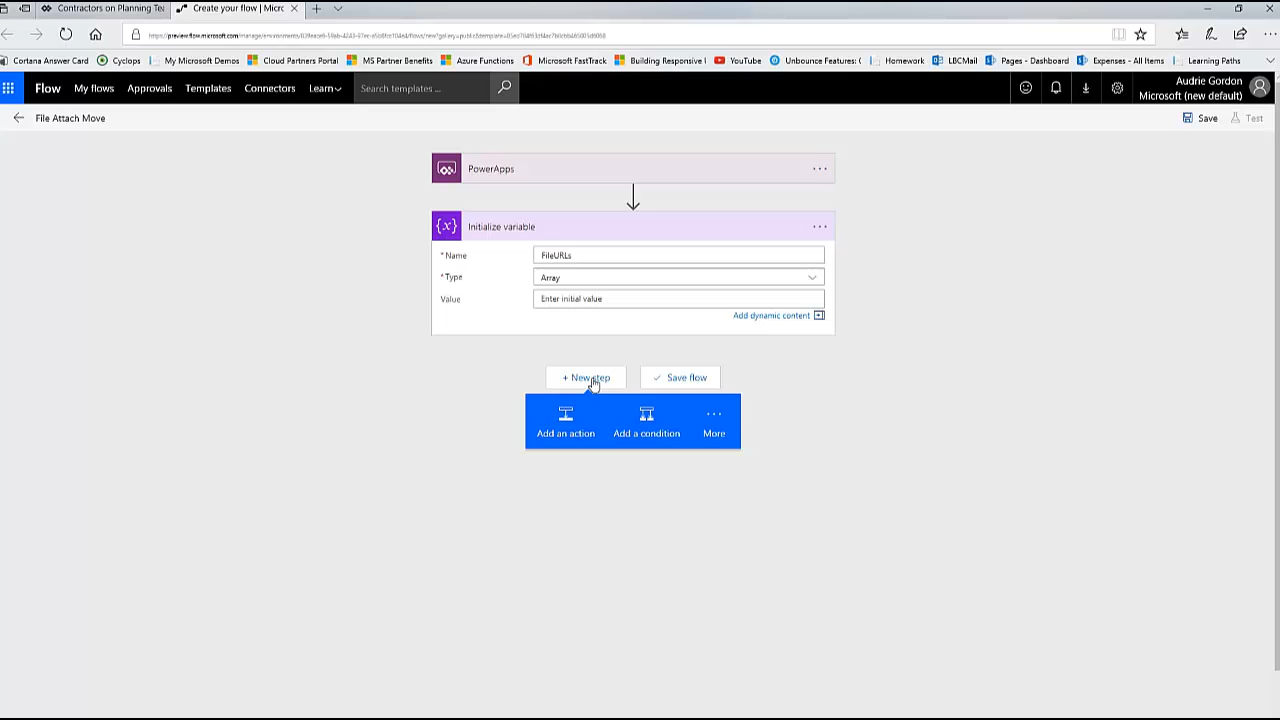 Contractors on Planning Te
Create your flow | Micro
Cortana Answer Card
Cyclops
My Microsoft Demos
Cloud Partners Portal
MS Partner Benefits
Azure Functions
Microsoft FastTrack
Building Responsive
YouTube
Unbounce Features:
Homework
LBCMail
Pages - Dashboard
Expenses - All Items
Learning Paths
Flow
My flows
Approvals
Templates
Connectors
Learn
Search templates ...
Audrie Gordon
Microsoft (new default)
File Attach Move
Save
Test
PowerApps
{x} Initialize variable
* Name
FileURLs
* Type
Array
Value
Enter initial value
Add dynamic content
+ New step
Save flow
Add an action
Add a condition
More